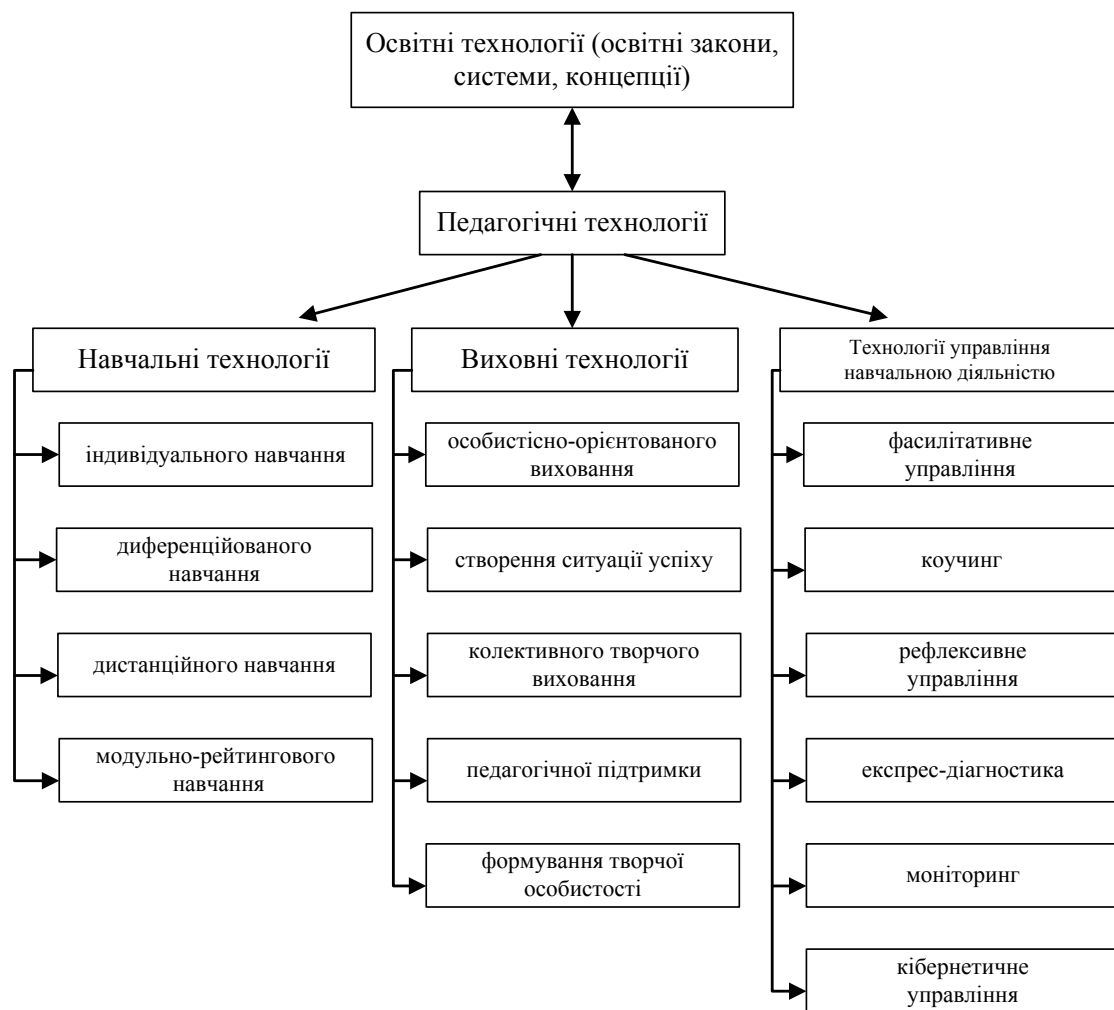 Освітні технології (освітні закони,
системи, концепції)
Педагогічні технології
Навчальні технології
індивідуального навчання
диференційованого
навчання
дистанційного навчання
модульно-рейтингового
навчання
Виховні технології
особистісно-орієнтованого
виховання
створення ситуації успіху
колективного творчого
виховання
педагогічної підтримки
формування творчої
особистості
Технології управління
навчальною діяльністю
фасилітативне
управління
коучинг
рефлексивне
управління
експрес-діагностика
моніторинг
кібернетичне
управління